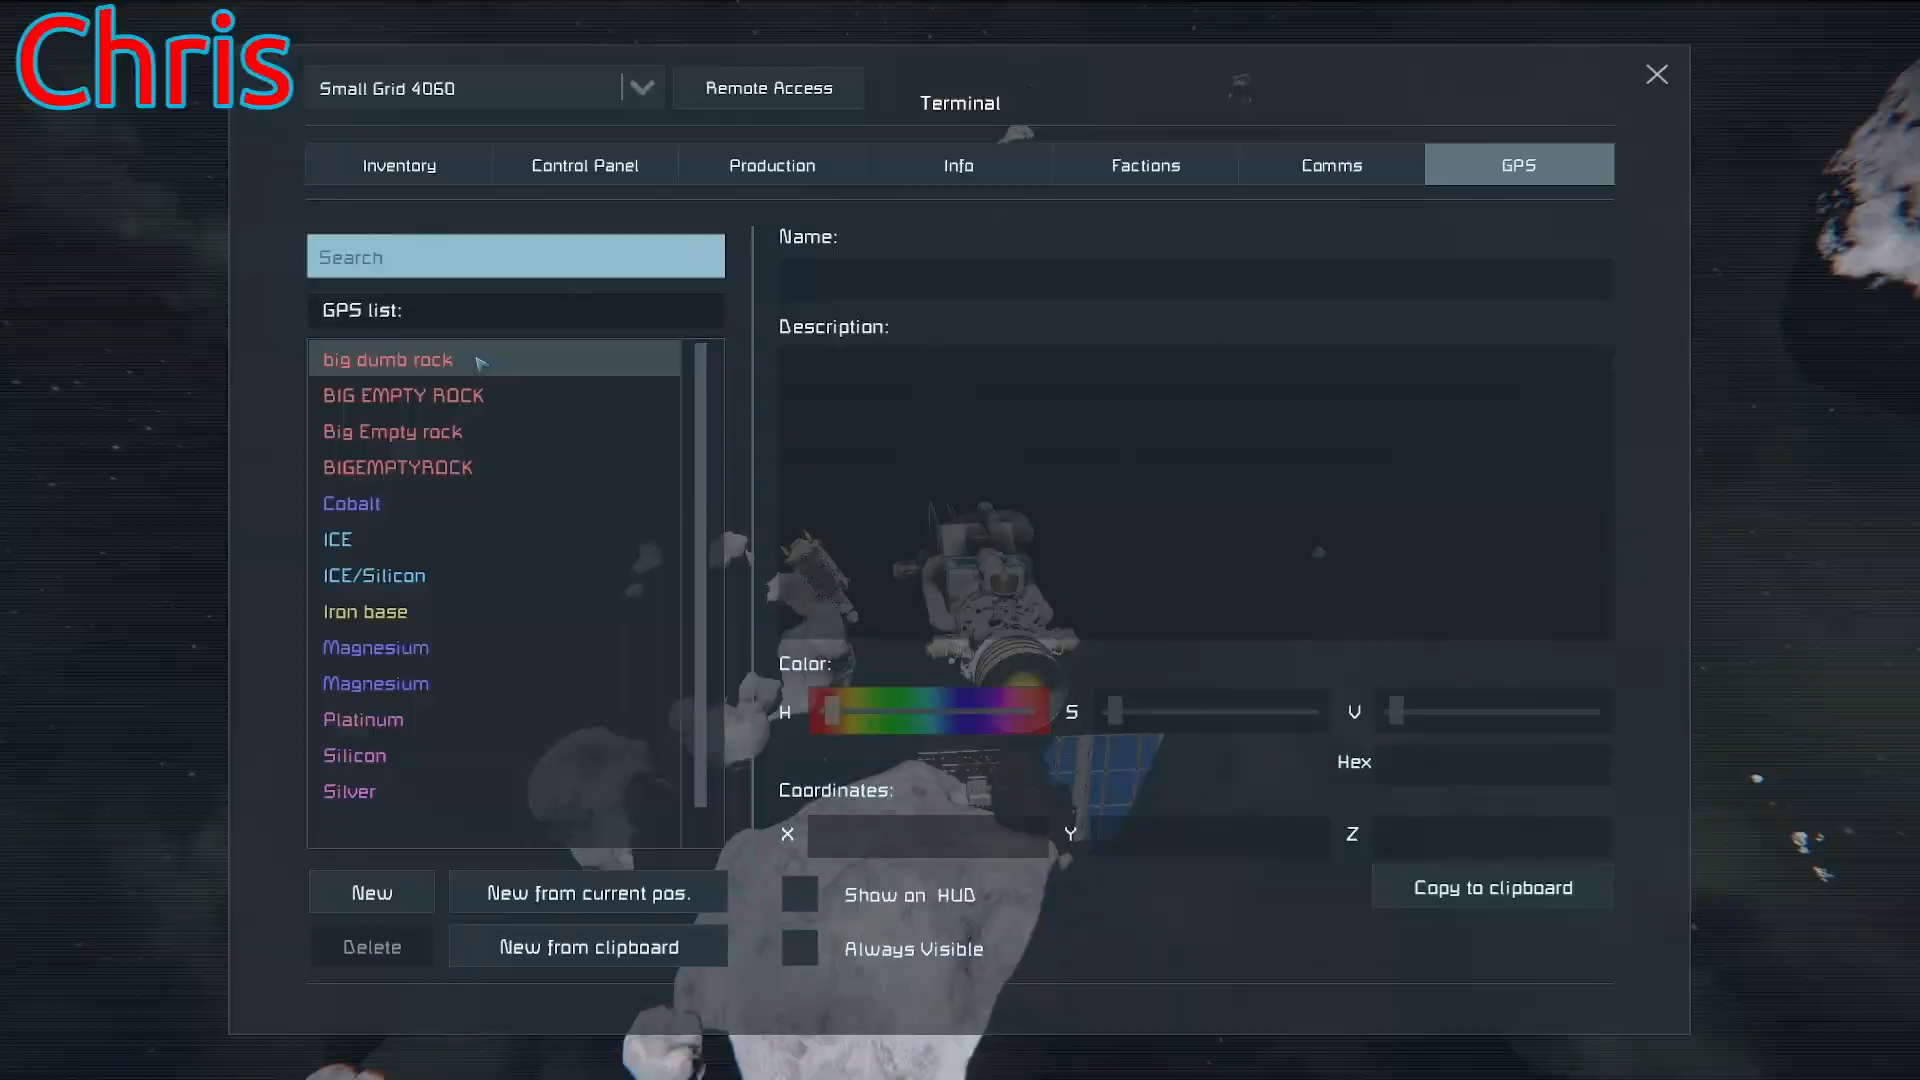 Chris
Small Grid 4060
Remote Access
Terminal
Inventory
Control Panel
Production
Info
Factions
Comms
GPS
Search
GPS list:
big dumb rock
BIG EMPTY ROCK
Big Empty rock
BIGEMPTYROCK
Cobalt
ICE
ICE/Silicon
Iron base
Magnesium
Magnesium
Platinum
Silicon
Silver
New
New from current pos.
Delete
New from clipboard
Name:
Description:
Color:
H
S
V
Hex
Coordinates:
X
Y
Z
Show on HUD
Copy to clipboard
Always Visible